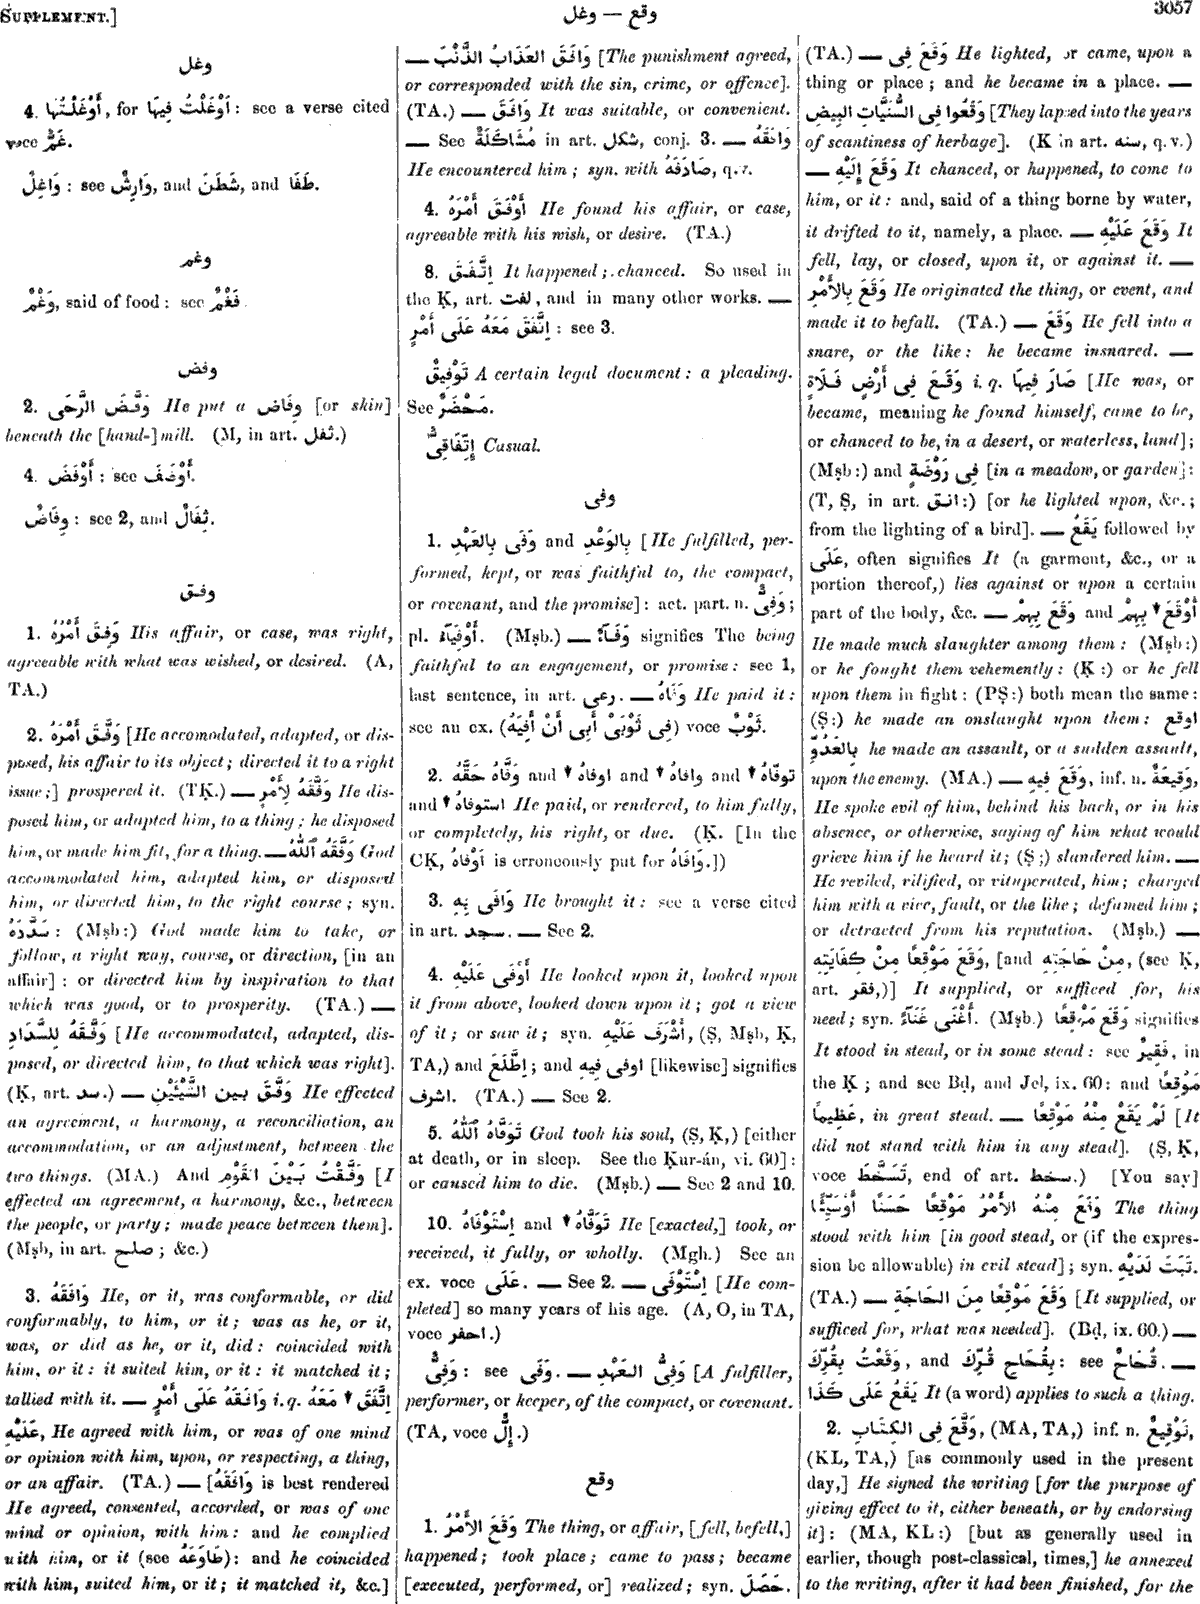 SUPPLEMENT.]
وقع — وغل
3057
وغل
4. أَوْغَلْتُهَا, for أَوْغَلْتُ فِيهَا : see a verse cited
voce غَمٌّ.
وَاغِلٌ : see وَارِشٌ, and شَطَنَ, and طَفَا.
وغم
وَغْمٌ, said of food : see فَغْمٌ.
وفض
2. وَفَّضَ الرَّحَى He put a وِفَاض [or skin]
beneath the [hand-] mill. (M, in art. ثفل.)
4. أَوْفَضَ : see أَوْضَفَ.
وِفَاضٌ : see 2, and ثِفَالٌ.
وفق
1. وَفِقَ أَمْرُهُ His affair, or case, was right,
agreeable with what was wished, or desired. (A,
TA.)
2. وَفَّقَ أَمْرَهُ [He accomodated, adapted, or dis-
posed, his affair to its object; directed it to a right
issue;] prospered it. (TK.) — وَفَّقَهُ لِأَمْرٍ He dis-
posed him, or adapted him, to a thing; he disposed
him, or made him fit, for a thing. — وَفَّقَهُ ٱللّٰهُ God
accommodated him, adapted him, or disposed
him, or directed him, to the right course; syn.
سَدَّدَهُ : (Mṣb:) God made him to take, or
follow, a right way, course, or direction, [in an
affair] : or directed him by inspiration to that
which was good, or to prosperity. (TA.) —
وَفَّقَهُ لِلسَّدَادِ [He accommodated, adapted, dis-
posed, or directed him, to that which was right].
(Ḳ, art. سد.) — وَفَّقَ بين الشَّيْئَيْنِ He effected
an agreement, a harmony, a reconciliation, an
accommodation, or an adjustment, between the
two things. (MA.) And وَفَّقْتُ بَيْنَ القَوْمِ [I
effected an agreement, a harmony, &c., between
the people, or party; made peace between them].
(Mṣb, in art. صلح ; &c.)
3. وَافَقَهُ He, or it, was conformable, or did
conformably, to him, or it; was as he, or it,
was, or did as he, or it, did : coincided with
him, or it : it suited him, or it : it matched it;
tallied with it. — وَافَقَهُ عَلَى أَمْرٍ i.q. مَعَهُ ↓ اِتَّفَقَ
عَلَيْهِ, He agreed with him, or was of one mind
or opinion with him, upon, or respecting, a thing,
or an affair. (TA.) — [وَافَقَهُ is best rendered
He agreed, consented, accorded, or was of one
mind or opinion, with him : and he complied
with him, or it (see طَاوَعَهُ): and he coincided
with him, suited him, or it; it matched it, &c.]
— وَافَقَ العَذَابُ الذَّنْبَ [The punishment agreed,
or corresponded with the sin, crime, or offence].
(TA.) — وَافَقَ It was suitable, or convenient.
— See مُشَاكَلَةٌ in art. شكل, conj. 3. — وَافَقَهُ
He encountered him; syn. with صَادَفَهُ, q.v.
4. أَوْفَقَ أَمْرَهُ He found his affair, or case,
agreeable with his wish, or desire. (TA.)
8. اِتَّفَقَ It happened; chanced. So used in
the Ḳ, art. لفت, and in many other works. —
اِتَّفَقَ مَعَهُ عَلَى أَمْرٍ : see 3.
تَوْفِيقٌ A certain legal document : a pleading.
See مَحْضَرٌ.
اِتِّفَاقِىٌّ Casual.
وفى
1. وَفَى بِالعَهْدِ and بِالوَعْدِ [He fulfilled, per-
formed, kept, or was faithful to, the compact,
or covenant, and the promise] : act. part. n. وَفِىٌّ ;
pl. أَوْفِيَآءُ. (Mṣb.) — وَفَآءٌ signifies The being
faithful to an engagement, or promise : see 1,
last sentence, in art. رعى. — وَفَاهُ He paid it :
see an ex. (فِى ثَوْبَىْ أَبِى أَنْ أَفِيَهُ) voce ثَوْبٌ.
2. وَفَّاهُ حَقَّهُ and ↓ اوفاهُ and ↓ وافاهُ and ↓ توفّاهُ
and ↓ استوفاهُ He paid, or rendered, to him fully,
or completely, his right, or due. (Ḳ. [In the
CK, أَوْفَاهُ is erroneously put for وَافَاهُ.])
3. وَافَى بِهِ He brought it : see a verse cited
in art. سجد. — See 2.
4. أَوْفَى عَلَيْهِ He looked upon it, looked upon
it from above, looked down upon it; got a view
of it; or saw it; syn. أَشْرَفَ عَلَيْهِ, (Ṣ, Mṣb, Ḳ,
TA,) and اِطَّلَعَ; and اوفى فِيهِ [likewise] signifies
اشرف. (TA.) — See 2.
5. تَوَفَّاهُ ٱللّٰهُ God took his soul, (Ṣ, Ḳ,) [either
at death, or in sleep. See the Ḳur-án, vi. 60] :
or caused him to die. (Mṣb.) — See 2 and 10.
10. اِسْتَوْفَاهُ and ↓ تَوَفَّاهُ He [exacted,] took, or
received, it fully, or wholly. (Mgh.) See an
ex. voce عَلَى. — See 2. — اِسْتَوْفَى [He com-
pleted] so many years of his age. (A, O, in TA,
voce احفر.)
وَفِىٌّ : see وَفَى. — وَفِىُّ العَهْدِ [A fulfiller,
performer, or keeper, of the compact, or covenant.
(TA, voce إِلٌّ.)
وقع
1. وَقَعَ الأَمْرُ The thing, or affair, [fell, befell,]
happened; took place; came to pass; became
[executed, performed, or] realized; syn. حَصَلَ.
(TA.) — وَقَعَ فِى He lighted, or came, upon a
thing or place; and he became in a place. —
وَقَعُوا فِى السُّنَيَّاتِ البِيضِ [They lapsed into the years
of scantiness of herbage]. (K in art. سنه, q.v.)
— وَقَعَ إِلَيْهِ It chanced, or happened, to come to
him, or it : and, said of a thing borne by water,
it drifted to it, namely, a place. — وَقَعَ عَلَيْهِ It
fell, lay, or closed, upon it, or against it. —
وَقَعَ بِالأَمْرِ He originated the thing, or event, and
made it to befall. (TA.) — وَقَعَ He fell into a
snare, or the like : he became insnared. —
وَقَعَ فِى أَرْضٍ فَلَاةٍ i. q. صَارَ فِيهَا [He was, or
became, meaning he found himself, came to be,
or chanced to be, in a desert, or waterless, land];
(Mṣb:) and فِى رَوْضَةٍ [in a meadow, or garden] :
(T, Ṣ, in art. انق:) [or he lighted upon, &c.;
from the lighting of a bird]. — يَقَعُ followed by
عَلَى, often signifies It (a garment, &c., or a
portion thereof,) lies against or upon a certain
part of the body, &c. — وَقَعَ بِهِمْ and ↓ أَوْقَعَ بِهِمْ
He made much slaughter among them : (Mṣb:)
or he fought them vehemently : (Ḳ:) or he fell
upon them in fight : (PṢ:) both mean the same :
(Ṣ:) he made an onslaught upon them : اوقع
بِالعَدُوِّ he made an assault, or a sudden assault,
upon the enemy. (MA.) — وَقَعَ فِيهِ, inf. n. وَقِيعَةٌ,
He spoke evil of him, behind his back, or in his
absence, or otherwise, saying of him what would
grieve him if he heard it; (Ṣ;) slandered him. —
He reviled, vilified, or vituperated, him; charged
him with a vice, fault, or the like; defamed him;
or detracted from his reputation. (Mṣb.) —
وَقَعَ مَوْقِعًا مِنْ كِفَايَتِهِ, [and مِنْ حَاجَتِهِ, (see Ḳ,
art. فقر,)] It supplied, or sufficed for, his
need; syn. أَغْنَى غَنَآءً. (Mṣb.) وَقَعَ مَوْقِعًا signifies
It stood in stead, or in some stead : see فَقِيرٌ, in
the Ḳ; and see Bḍ, and Jel, ix. 60: and مَوْقِعًا
عَظِيمًا, in great stead. — لَمْ يَقَعْ مِنْهُ مَوْقِعًا [It
did not stand with him in any stead]. (Ṣ, Ḳ,
voce تَسَخَّطَ, end of art. سخط.) [You say]
وَقَعَ مِنْهُ الأَمْرُ مَوْقِعًا حَسَنًا أَوْ سَيِّئًا The thing
stood with him [in good stead, or (if the expres-
sion be allowable) in evil stead]; syn. ثَبَتَ لَدَيْهِ.
(TA.) — وَقَعَ مَوْقِعًا مِنَ الحَاجَةِ [It supplied, or
sufficed for, what was needed]. (Bḍ, ix. 60.) —
وَقَعْتُ بِقُرِّكَ, and بِقُحَاحِ قُرِّكَ : see قُحَاحٌ. —
يَقَعُ عَلَى كَذَا It (a word) applies to such a thing.
2. وَقَّعَ فِى الكِتَابِ, (MA, TA,) inf. n. تَوْقِيعٌ,
(KL, TA,) [as commonly used in the present
day,] He signed the writing [for the purpose of
giving effect to it, either beneath, or by endorsing
it] : (MA, KL:) [but as generally used in
earlier, though post-classical, times,] he annexed
to the writing, after it had been finished, for the